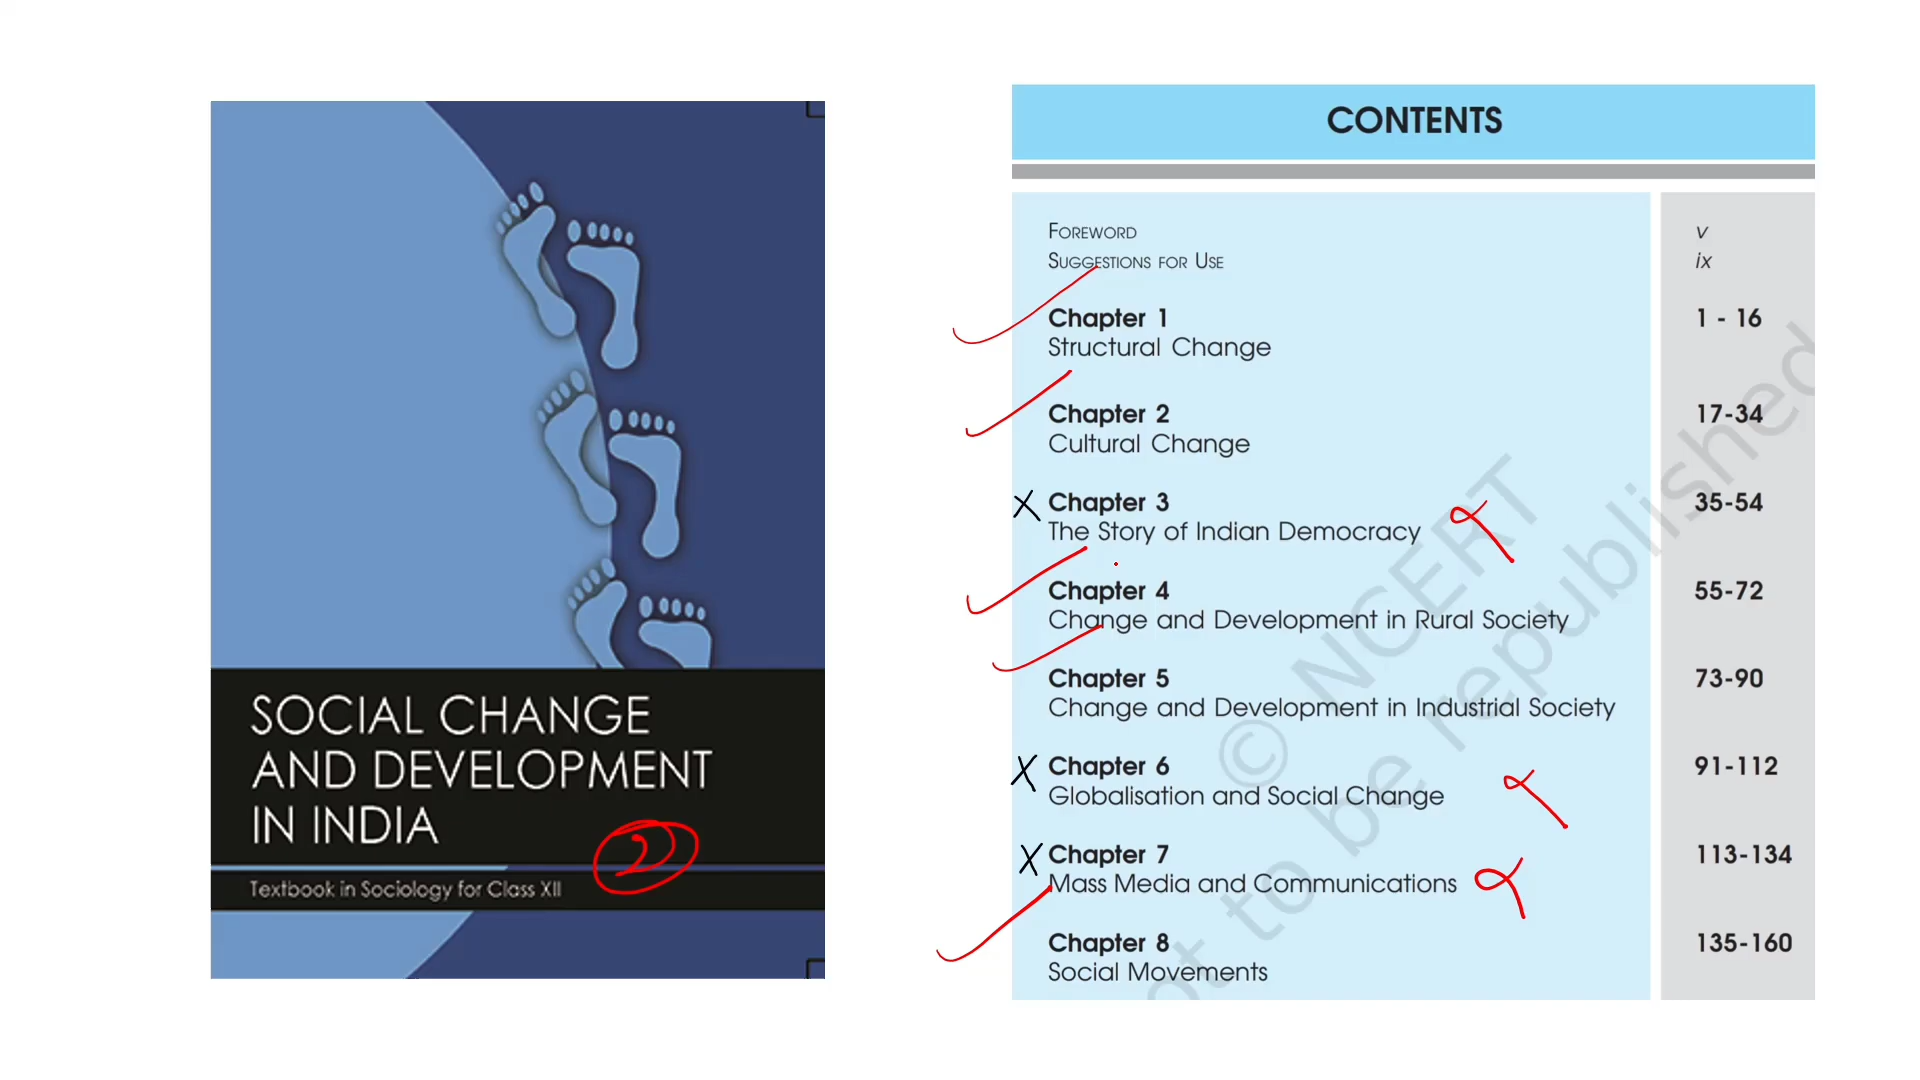 SOCIAL CHANGE
AND DEVELOPMENT
IN INDIA
2
Textbook in Sociology for Class XII
CONTENTS
FOREWORD v
SUGGESTIONS FOR USE ix
Chapter 1 1 - 16
Structural Change
Chapter 2 17-34
Cultural Change
X Chapter 3 35-54
The Story of Indian Democracy
Chapter 4 55-72
Change and Development in Rural Society
Chapter 5 73-90
Change and Development in Industrial Society
X Chapter 6 91-112
Globalisation and Social Change
X Chapter 7 113-134
Mass Media and Communications
Chapter 8 135-160
Social Movements
© NCERT
not to be republished